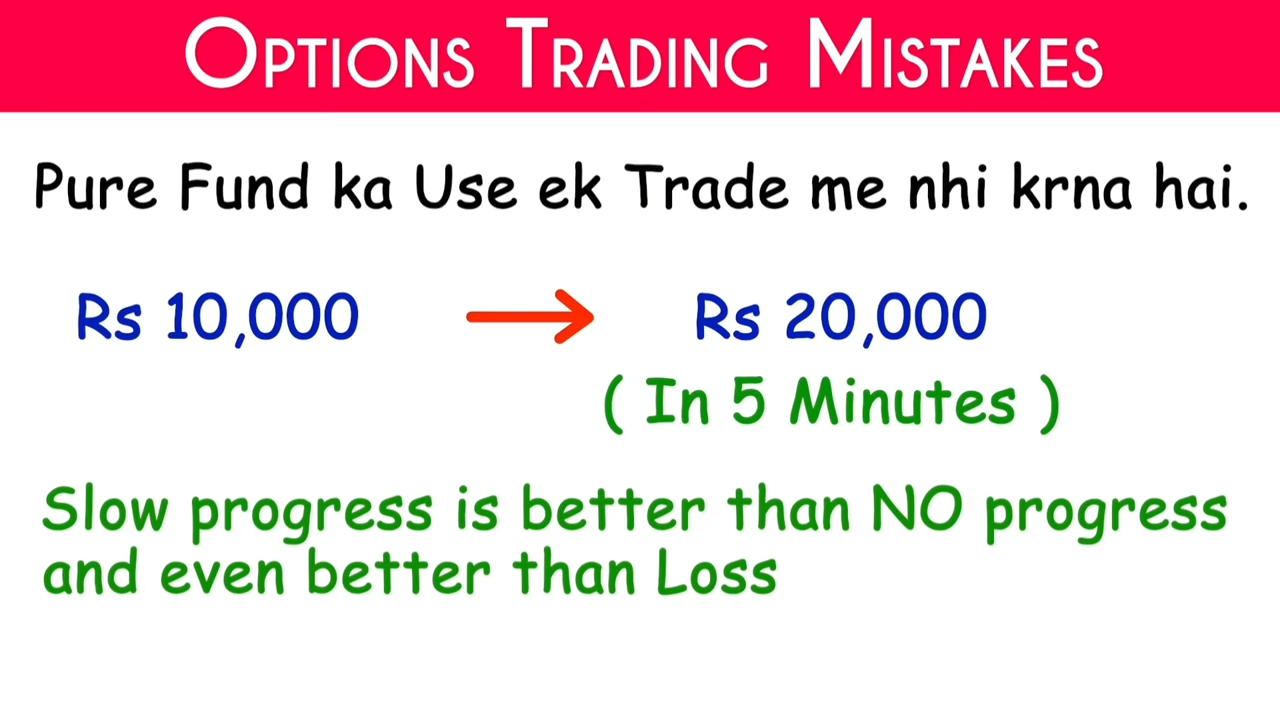 Options Trading Mistakes
Pure Fund ka Use ek Trade me nhi krna hai.
Rs 10,000 → Rs 20,000
( In 5 Minutes )
Slow progress is better than NO progress
and even better than Loss